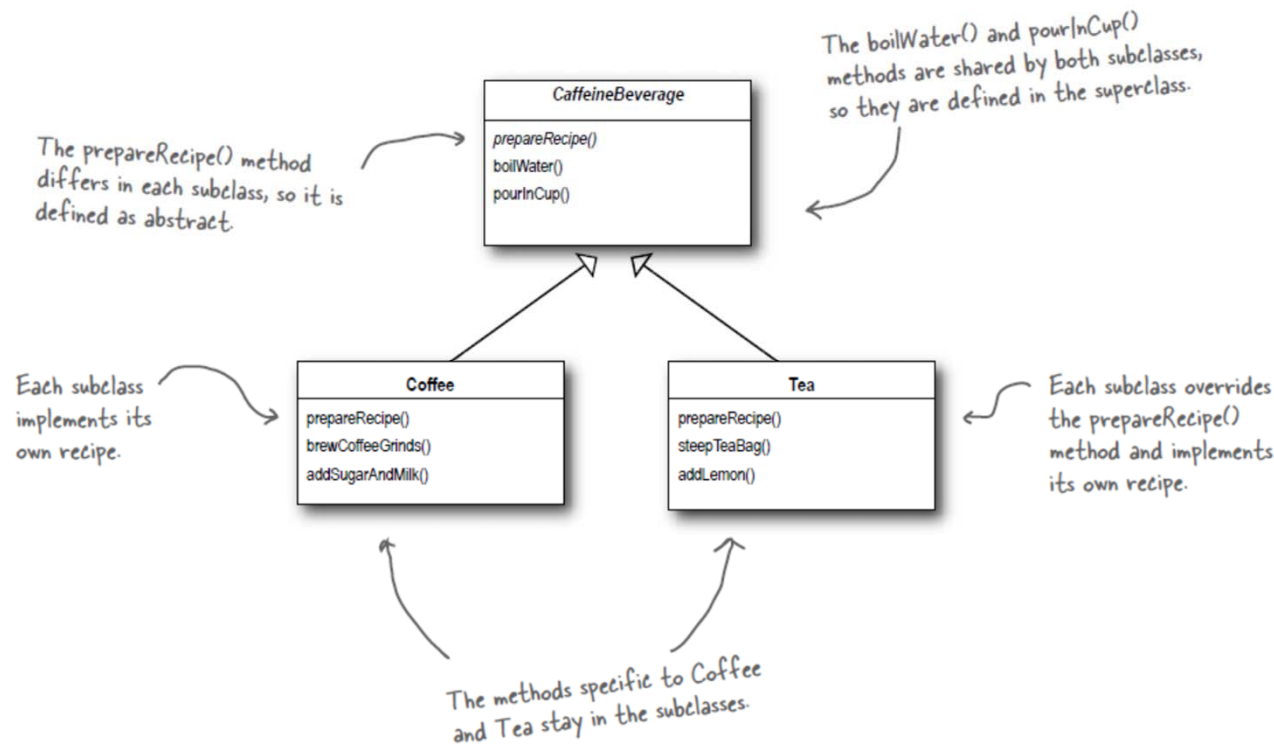 The boilWater() and pourInCup()
methods are shared by both subclasses,
so they are defined in the superclass.
CaffeineBeverage
prepareRecipe()
boilWater()
pourInCup()
The prepareRecipe() method
differs in each subclass, so it is
defined as abstract.
Each subclass
implements its
own recipe.
Coffee
prepareRecipe()
brewCoffeeGrinds()
addSugarAndMilk()
Tea
prepareRecipe()
steepTeaBag()
addLemon()
Each subclass overrides
the prepareRecipe()
method and implements
its own recipe.
The methods specific to Coffee
and Tea stay in the subclasses.